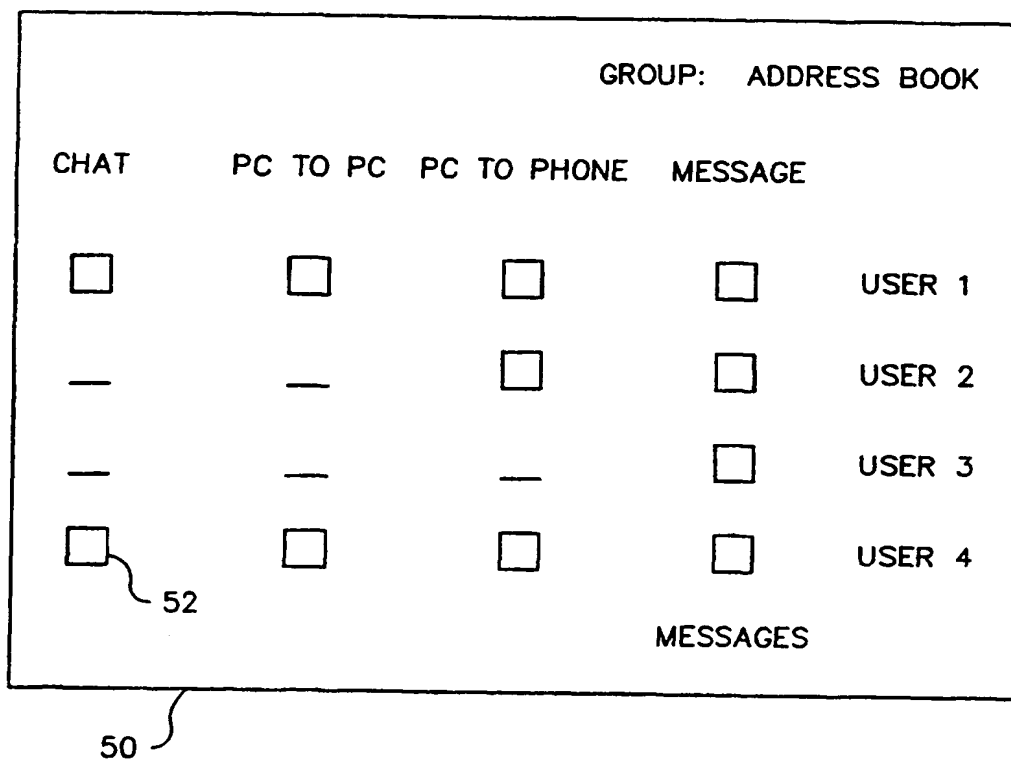 GROUP: ADDRESS BOOK
CHAT PC TO PC PC TO PHONE MESSAGE
USER 1
USER 2
USER 3
USER 4
52
MESSAGES
50